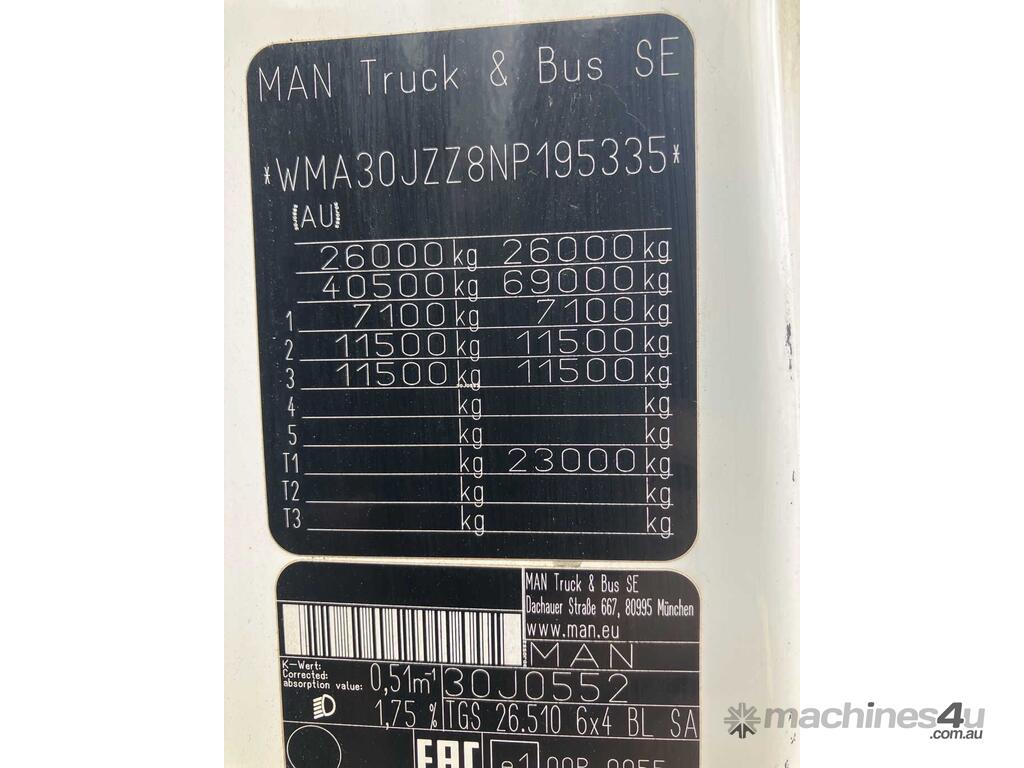 MAN Truck & Bus SE
*WMA30JZZ8NP195335*
(AU)
26000 kg 26000 kg
40500 kg 69000 kg
1 7100 kg 7100 kg
2 11500 kg 11500 kg
3 11500 kg 11500 kg
4 kg kg
5 kg kg
T1 kg 23000 kg
T2 kg kg
T3 kg kg
MAN Truck & Bus SE
Dachauer Straße 667, 80995 München
www.man.eu
MAN
K-Wert:
Corrected:
absorption value: 0,51m⁻¹ 30J0552
1,75 % TGS 26.510 6x4 BL SA
EAC e1
machines4u
.com.au